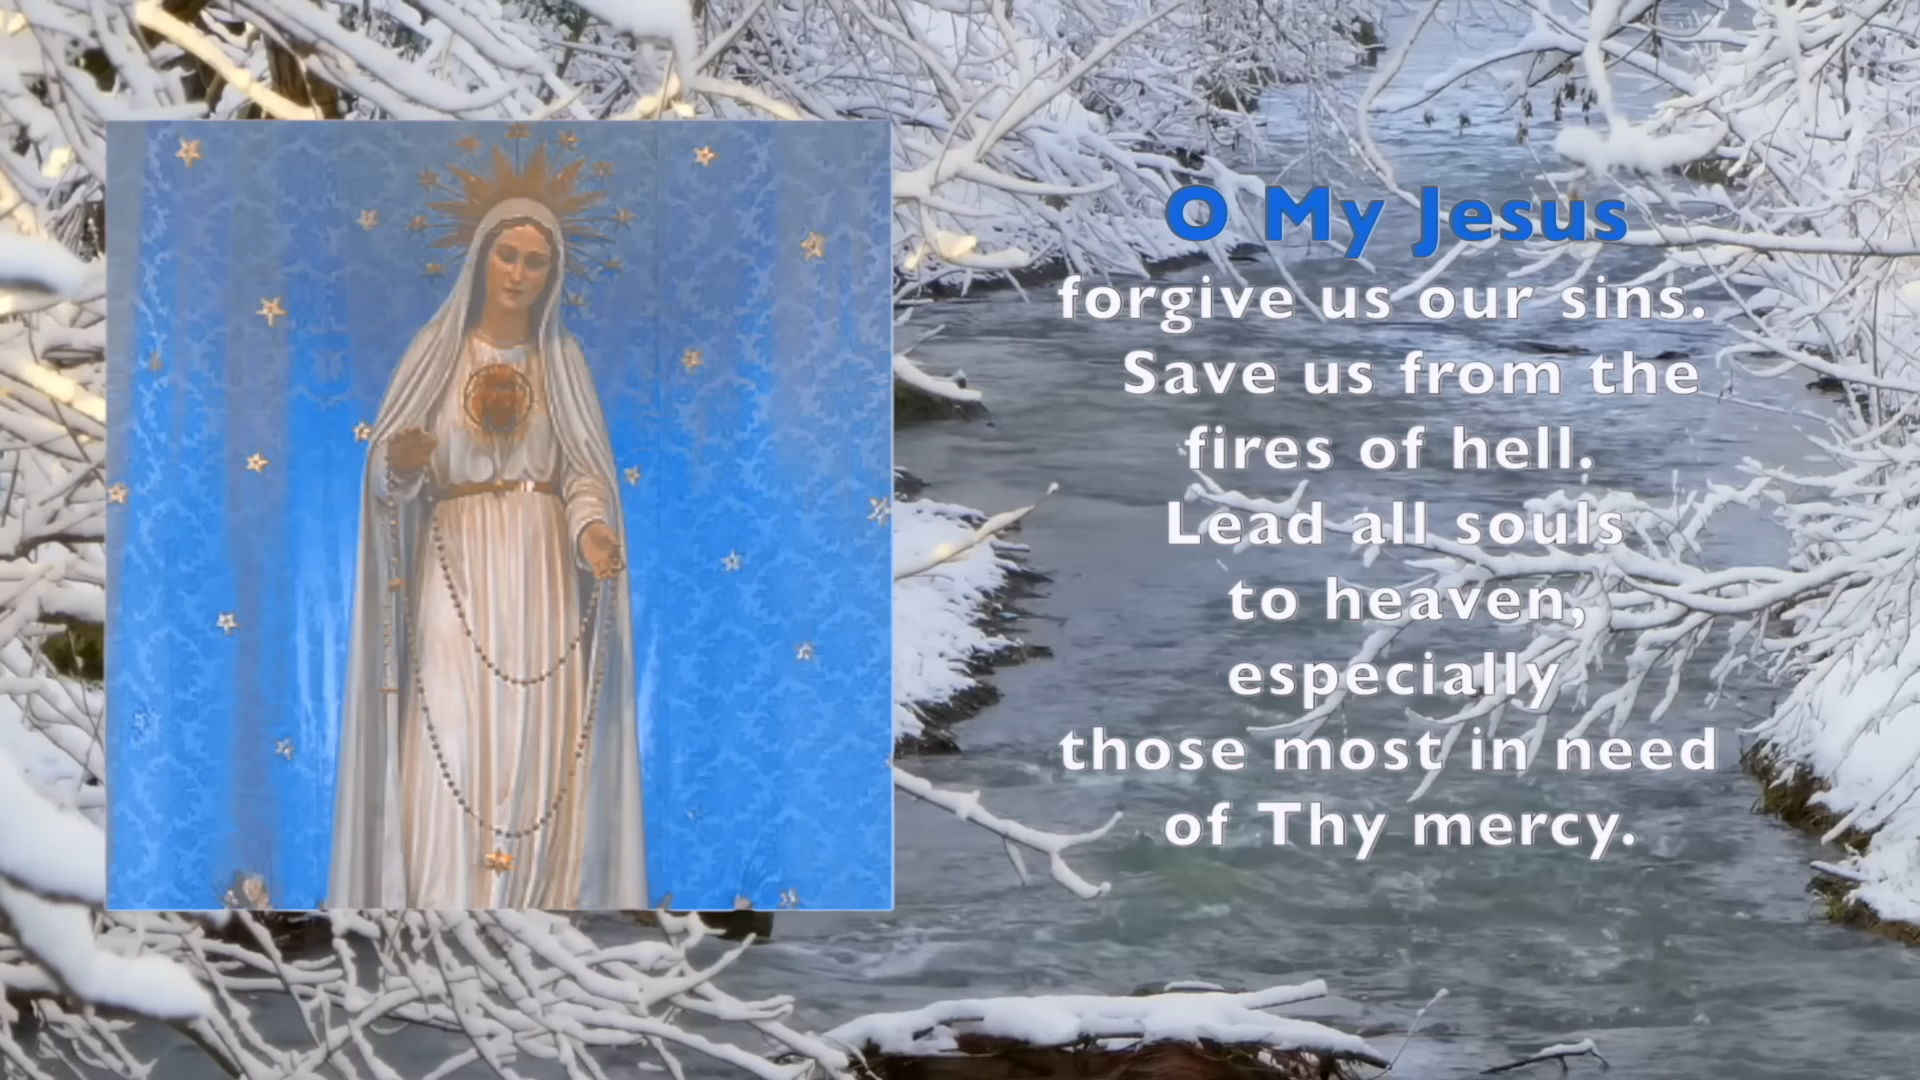 O My Jesus
forgive us our sins.
Save us from the
fires of hell.
Lead all souls
to heaven,
especially
those most in need
of Thy mercy.